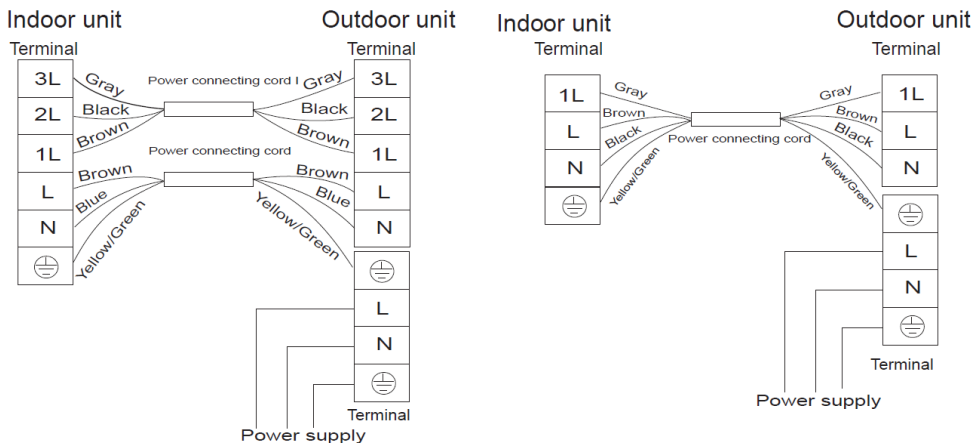 Indoor unit
Outdoor unit
Terminal
Terminal
3L
Gray
Power connecting cord I
Gray
3L
2L
Black
Black
2L
1L
Brown
Power connecting cord
Brown
1L
L
Brown
Brown
L
N
Blue
Blue
N
Yellow/Green
Yellow/Green
L
N
Terminal
Power supply
Indoor unit
Outdoor unit
Terminal
Terminal
1L
Gray
Gray
1L
L
Brown
Brown
L
N
Black
Power connecting cord
Black
N
Yellow/Green
Yellow/Green
L
N
Terminal
Power supply